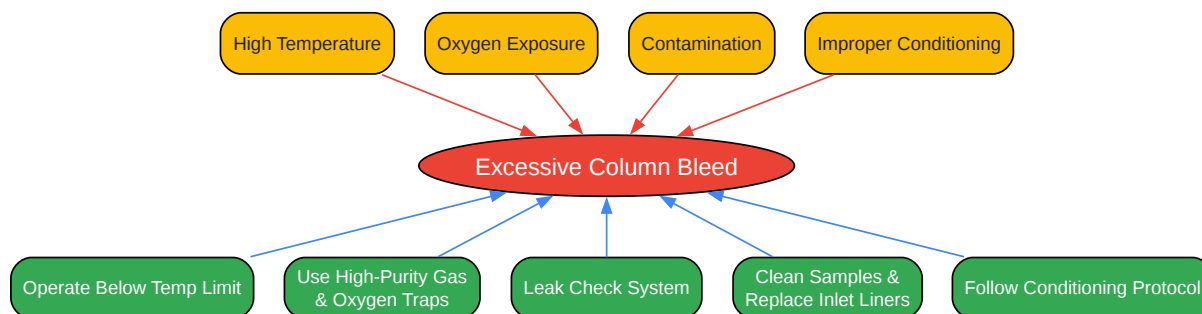 High Temperature
Oxygen Exposure
Contamination
Improper Conditioning
Excessive Column Bleed
Operate Below Temp Limit
Use High-Purity Gas
& Oxygen Traps
Leak Check System
Clean Samples &
Replace Inlet Liners
Follow Conditioning Protocol